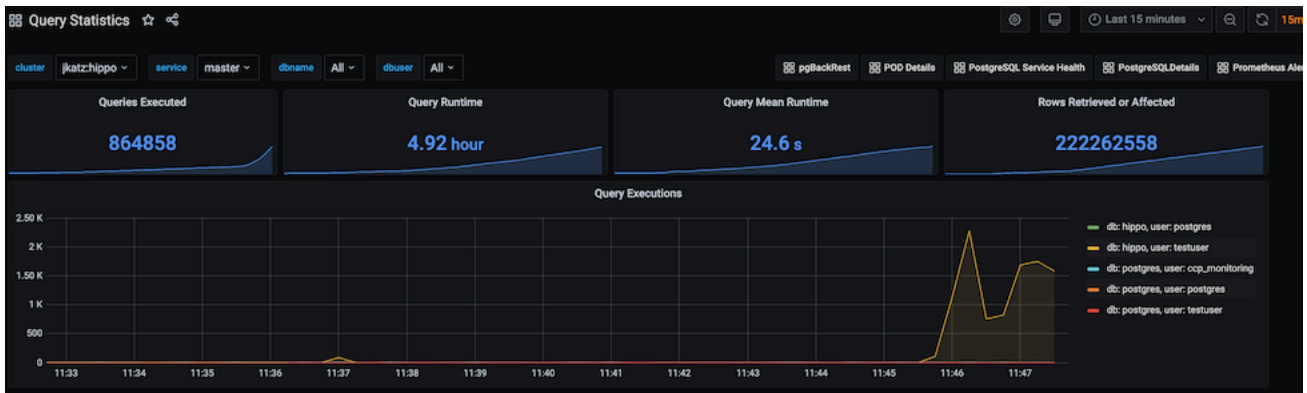 Query Statistics
Last 15 minutes
15m
cluster jkatz:hippo service master dbname All dbuser All
pgBackRest POD Details PostgreSQL Service Health PostgreSQLDetails Prometheus Aler
Queries Executed
864858
Query Runtime
4.92 hour
Query Mean Runtime
24.6 s
Rows Retrieved or Affected
222262558
Query Executions
2.50 K
2 K
1.50 K
1 K
500
0
11:33 11:34 11:35 11:36 11:37 11:38 11:39 11:40 11:41 11:42 11:43 11:44 11:45 11:46 11:47
db: hippo, user: postgres
db: hippo, user: testuser
db: postgres, user: ccp_monitoring
db: postgres, user: postgres
db: postgres, user: testuser